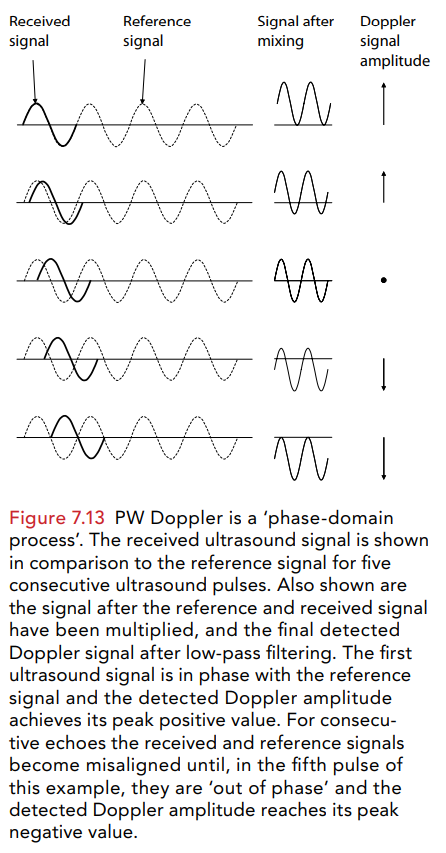 Received
signal
Reference
signal
Signal after
mixing
Doppler
signal
amplitude
Figure 7.13 PW Doppler is a ‘phase-domain
process’. The received ultrasound signal is shown
in comparison to the reference signal for five
consecutive ultrasound pulses. Also shown are
the signal after the reference and received signal
have been multiplied, and the final detected
Doppler signal after low-pass filtering. The first
ultrasound signal is in phase with the reference
signal and the detected Doppler amplitude
achieves its peak positive value. For consecu-
tive echoes the received and reference signals
become misaligned until, in the fifth pulse of
this example, they are ‘out of phase’ and the
detected Doppler amplitude reaches its peak
negative value.